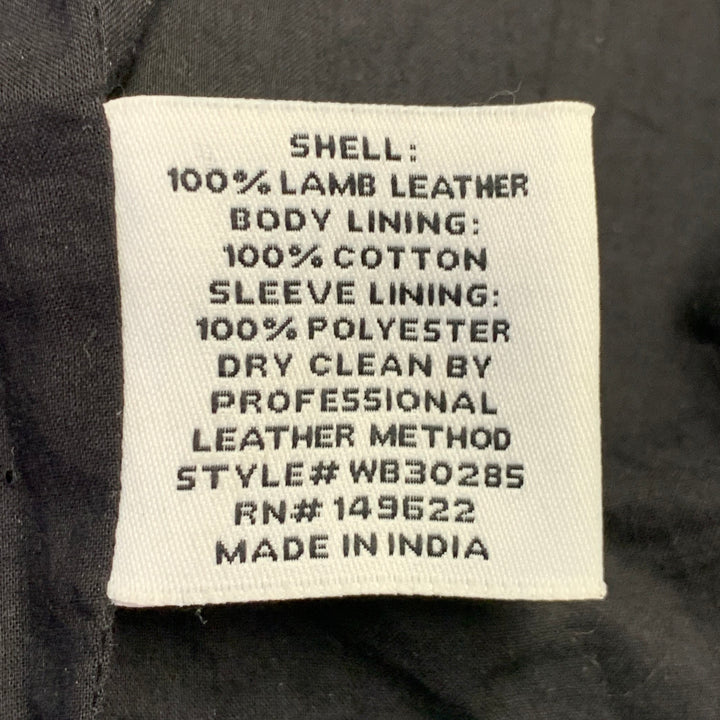 SHELL:
100% LAMB LEATHER
BODY LINING:
100% COTTON
SLEEVE LINING:
100% POLYESTER
DRY CLEAN BY
PROFESSIONAL
LEATHER METHOD
STYLE# WB30285
RN# 149622
MADE IN INDIA